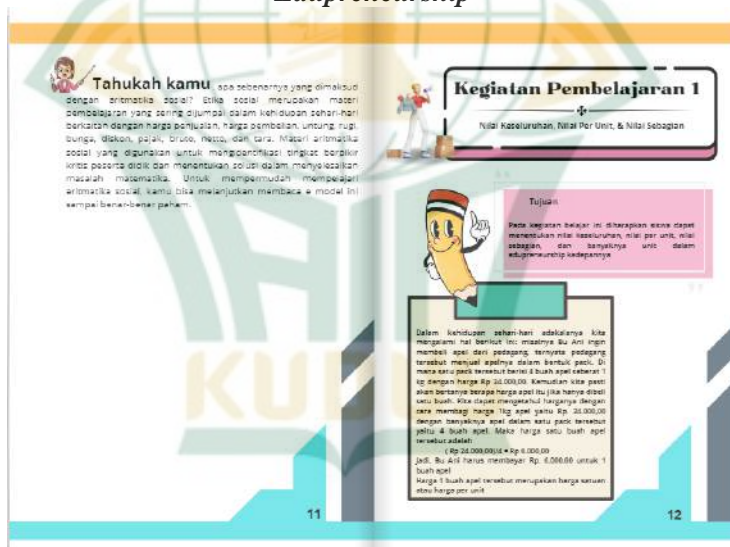 Edupreneurship
Tahukah kamu, apa sebenarnya yang dimaksud
dengan aritmatika sosial? Etika sosial merupakan materi
pembelajaran yang sering dijumpai dalam kehidupan sehari-hari
berkaitan dengan harga penjualan, harga pembelian, untung, rugi,
bunga, diskon, pajak, bruto, netto, dan tara. Materi aritmatika
sosial yang digunakan untuk mengidentifikasi tingkat berpikir
kritis peserta didik dan menentukan solusi dalam menyelesaikan
masalah matematika. Untuk mempermudah mempelajari
aritmatika sosial, kamu bisa melanjutkan membaca e model ini
sampai benar-benar paham.
11
Kegiatan Pembelajaran 1
Nilai Keseluruhan, Nilai Per Unit, & Nilai Sebagian
Tujuan
Pada kegiatan belajar ini diharapkan siswa dapat
menentukan nilai keseluruhan, nilai per unit, nilai
sebagian, dan banyaknya unit dalam
edupreneurship kedepannya
Dalam kehidupan sehari-hari adakalanya kita
mengalami hal berikut ini: misalnya Bu Ani ingin
membeli apel dari pedagang, ternyata pedagang
tersebut menjual apelnya dalam bentuk pack. Di
mana satu pack tersebut berisi 4 buah apel seberat 1
kg dengan harga Rp 24.000,00. Kemudian kita pasti
akan bertanya berapa harga apel itu jika hanya dibeli
satu buah. Kita dapat mengetahui harganya dengan
cara membagi harga 1kg apel yaitu Rp. 24.000,00
dengan banyaknya apel dalam satu pack tersebut
yaitu 4 buah apel. Maka harga satu buah apel
tersebut adalah
( Rp 24.000,00)/4 = Rp 6.000,00
Jadi, Bu Ani harus membayar Rp. 6.000.00 untuk 1
buah apel
Harga 1 buah apel tersebut merupakan harga satuan
atau harga per unit
12